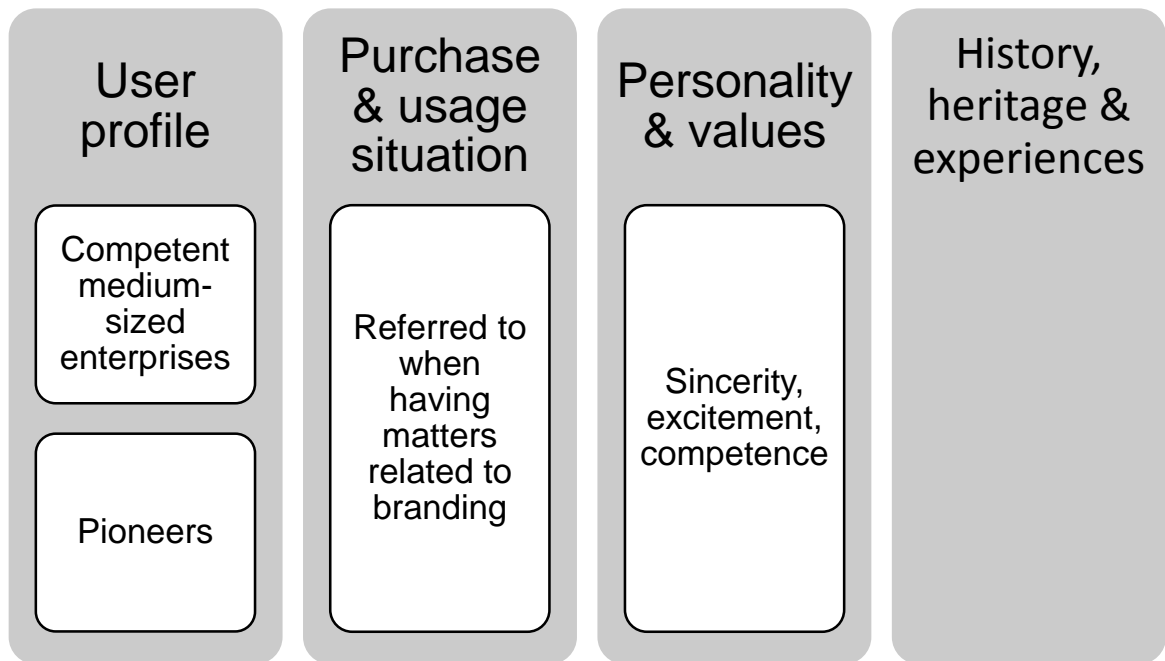 User
profile
Competent
medium-
sized
enterprises
Pioneers
Purchase
& usage
situation
Referred to
when
having
matters
related to
branding
Personality
& values
Sincerity,
excitement,
competence
History,
heritage &
experiences